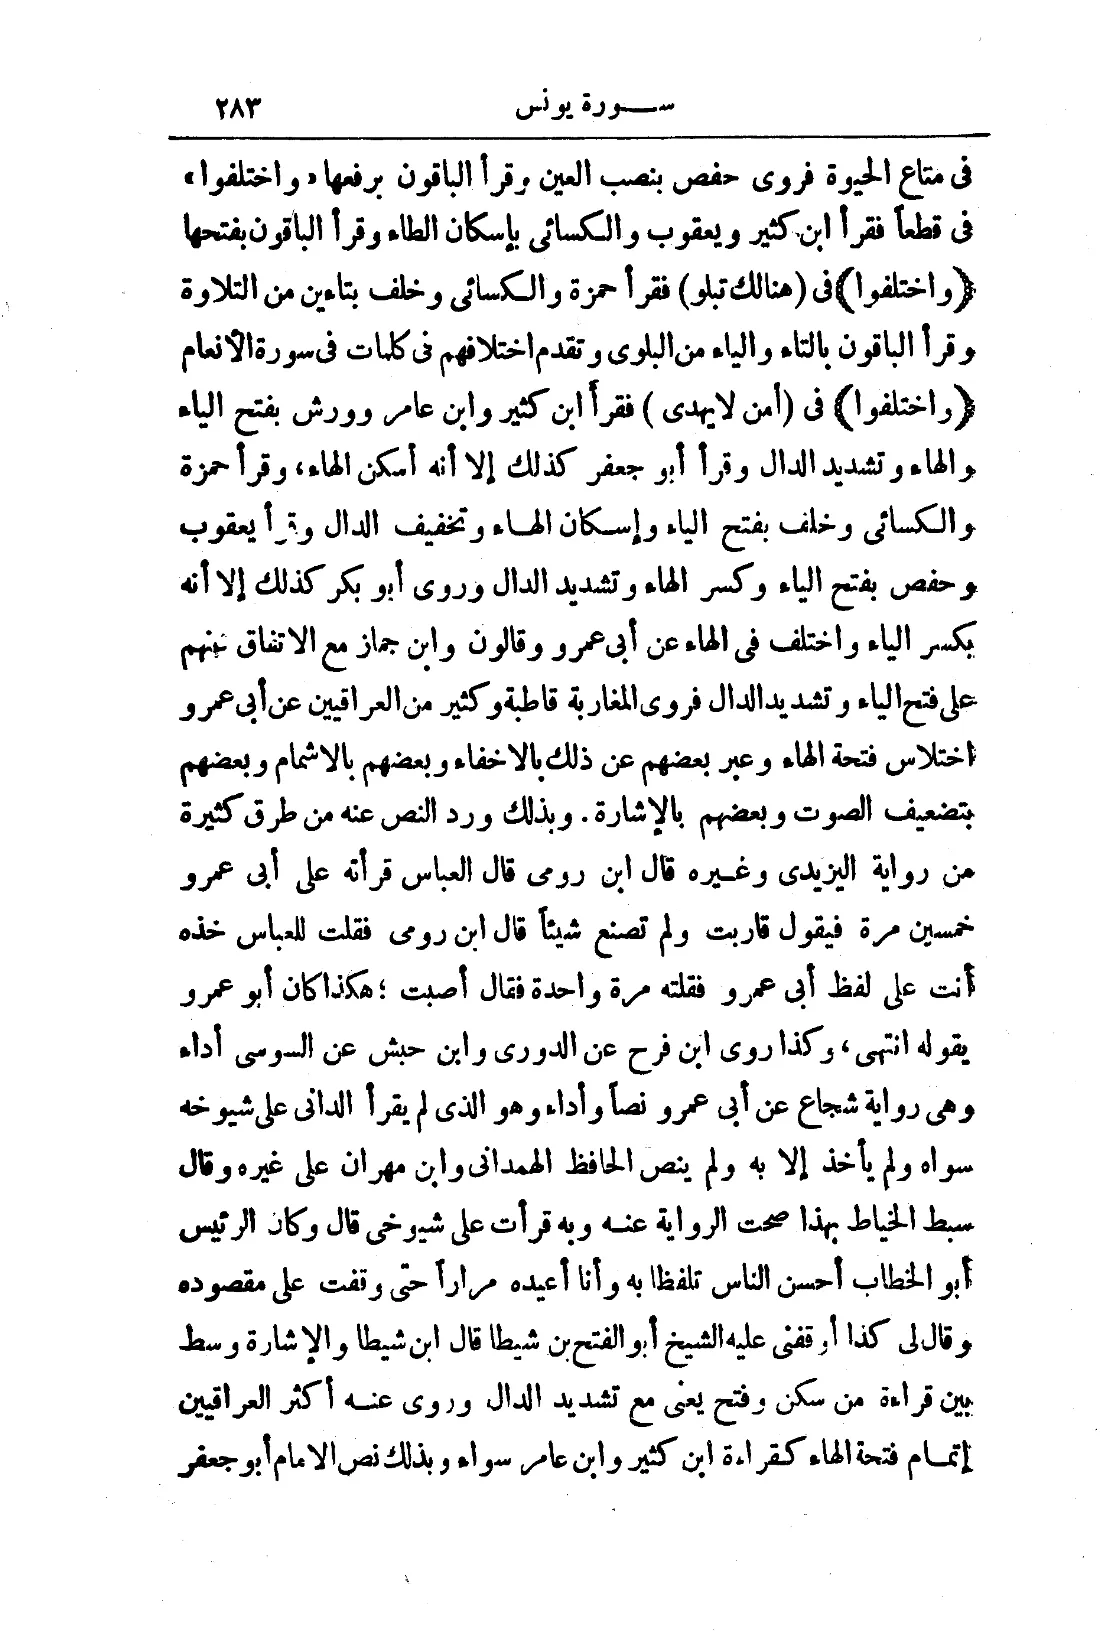 سورة يونس ٢٨٣
فى متاع الحيوة فروى حفص بنصب العين وقرأ الباقون برفعها «واختلفوا»
فى قطعاً فقرأ ابن كثير ويعقوب والكسائى بإسكان الطاء وقرأ الباقون بفتحها
﴿واختلفوا﴾ فى (هنالك تبلو) فقرأ حمزة والكسائى وخلف بتاءين من التلاوة
وقرأ الباقون بالتاء والياء من البلوى وتقدم اختلافهم فى كلمات فى سورة الأنعام
﴿واختلفوا﴾ فى (أمن لايهدى) فقرأ ابن كثير وابن عامر وورش بفتح الياء
والهاء وتشديد الدال وقرأ أبو جعفر كذلك إلا أنه أسكن الهاء، وقرأ حمزة
والكسائى وخلف بفتح الياء وإسكان الهاء وتخفيف الدال وقرأ يعقوب
وحفص بفتح الياء وكسر الهاء وتشديد الدال وروى أبو بكر كذلك إلا أنه
بكسر الياء واختلف فى الهاء عن أبى عمرو وقالون وابن جماز مع الاتفاق عنهم
على فتح الياء وتشديد الدال فروى المغاربة قاطبة وكثير من العراقيين عن أبى عمرو
اختلاس فتحة الهاء وعبر بعضهم عن ذلك بالاخفاء وبعضهم بالاشمام وبعضهم
بتضعيف الصوت وبعضهم بالإشارة. وبذلك ورد النص عنه من طرق كثيرة
من رواية اليزيدى وغيره قال ابن رومى قال العباس قرأته على أبى عمرو
خمسين مرة فيقول قاربت ولم تصنع شيئاً قال ابن رومى فقلت للعباس خذه
أنت على لفظ أبى عمرو فقلته مرة واحدة فقال أصبت ؛ هكذا كان أبو عمرو
يقوله انتهى، وكذا روى ابن فرح عن الدورى وابن حبش عن السوسى أداء
وهى رواية شجاع عن أبى عمرو نصاً وأداء وهو الذى لم يقرأ الدانى على شيوخه
سواه ولم يأخذ إلا به ولم ينص الحافظ الهمدانى وابن مهران على غيره وقال
سبط الخياط بهذا صحت الرواية عنه وبه قرأت على شيوخى قال وكان الرئيس
أبو الخطاب أحسن الناس تلفظا به وأنا أعيده مراراً حتى وقفت على مقصوده
وقال لى كذا أوقفنى عليه الشيخ أبو الفتح بن شيطا قال ابن شيطا والإشارة وسط
بين قراءة من سكن وفتح يعنى مع تشديد الدال وروى عنه أكثر العراقيين
إتمام فتحة الهاء كقراءة ابن كثير وابن عامر سواء وبذلك نص الامام أبو جعفر